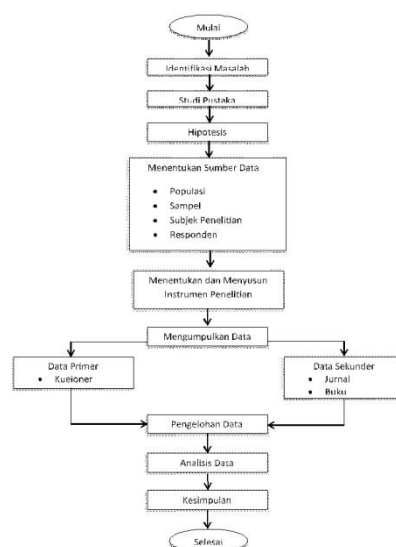 Mulai
Identifikasi Masalah
Studi Pustaka
Hipotesis
Menentukan Sumber Data
• Populasi
• Sampel
• Subjek Penelitian
• Responden
Menentukan dan Menyusun
Instrumen Penelitian
Mengumpulkan Data
Data Primer
• Kueioner
Data Sekunder
• Jurnal
• Buku
Pengelohan Data
Analisis Data
Kesimpulan
Selesai